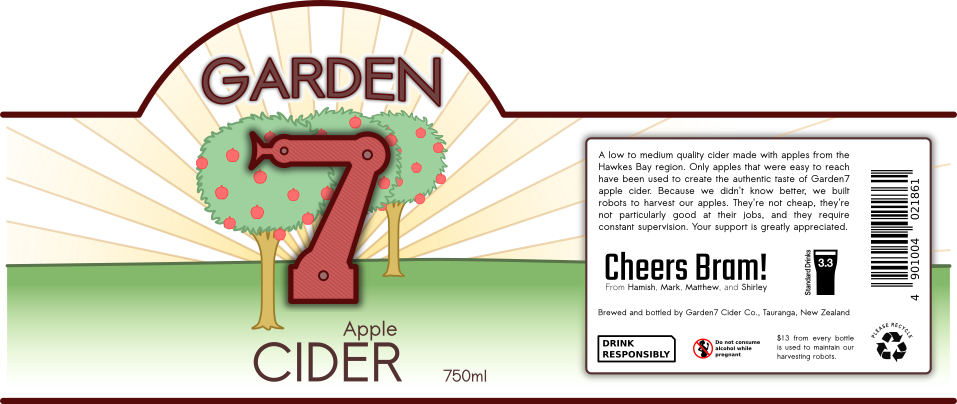 GARDEN
7
Apple
CIDER
750ml
A low to medium quality cider made with apples from the
Hawkes Bay region. Only apples that were easy to reach
have been used to create the authentic taste of Garden7
apple cider. Because we didn't know better, we built
robots to harvest our apples. They're not cheap, they're
not particularly good at their jobs, and they require
constant supervision. Your support is greatly appreciated.
Cheers Bram!
From Hamish, Mark, Matthew, and Shirley
Standard Drinks
3.3
4 901004 021861
Brewed and bottled by Garden7 Cider Co., Tauranga, New Zealand
DRINK
RESPONSIBLY
Do not consume
alcohol while
pregnant
$13 from every bottle
is used to maintain our
harvesting robots.
PLEASE RECYCLE